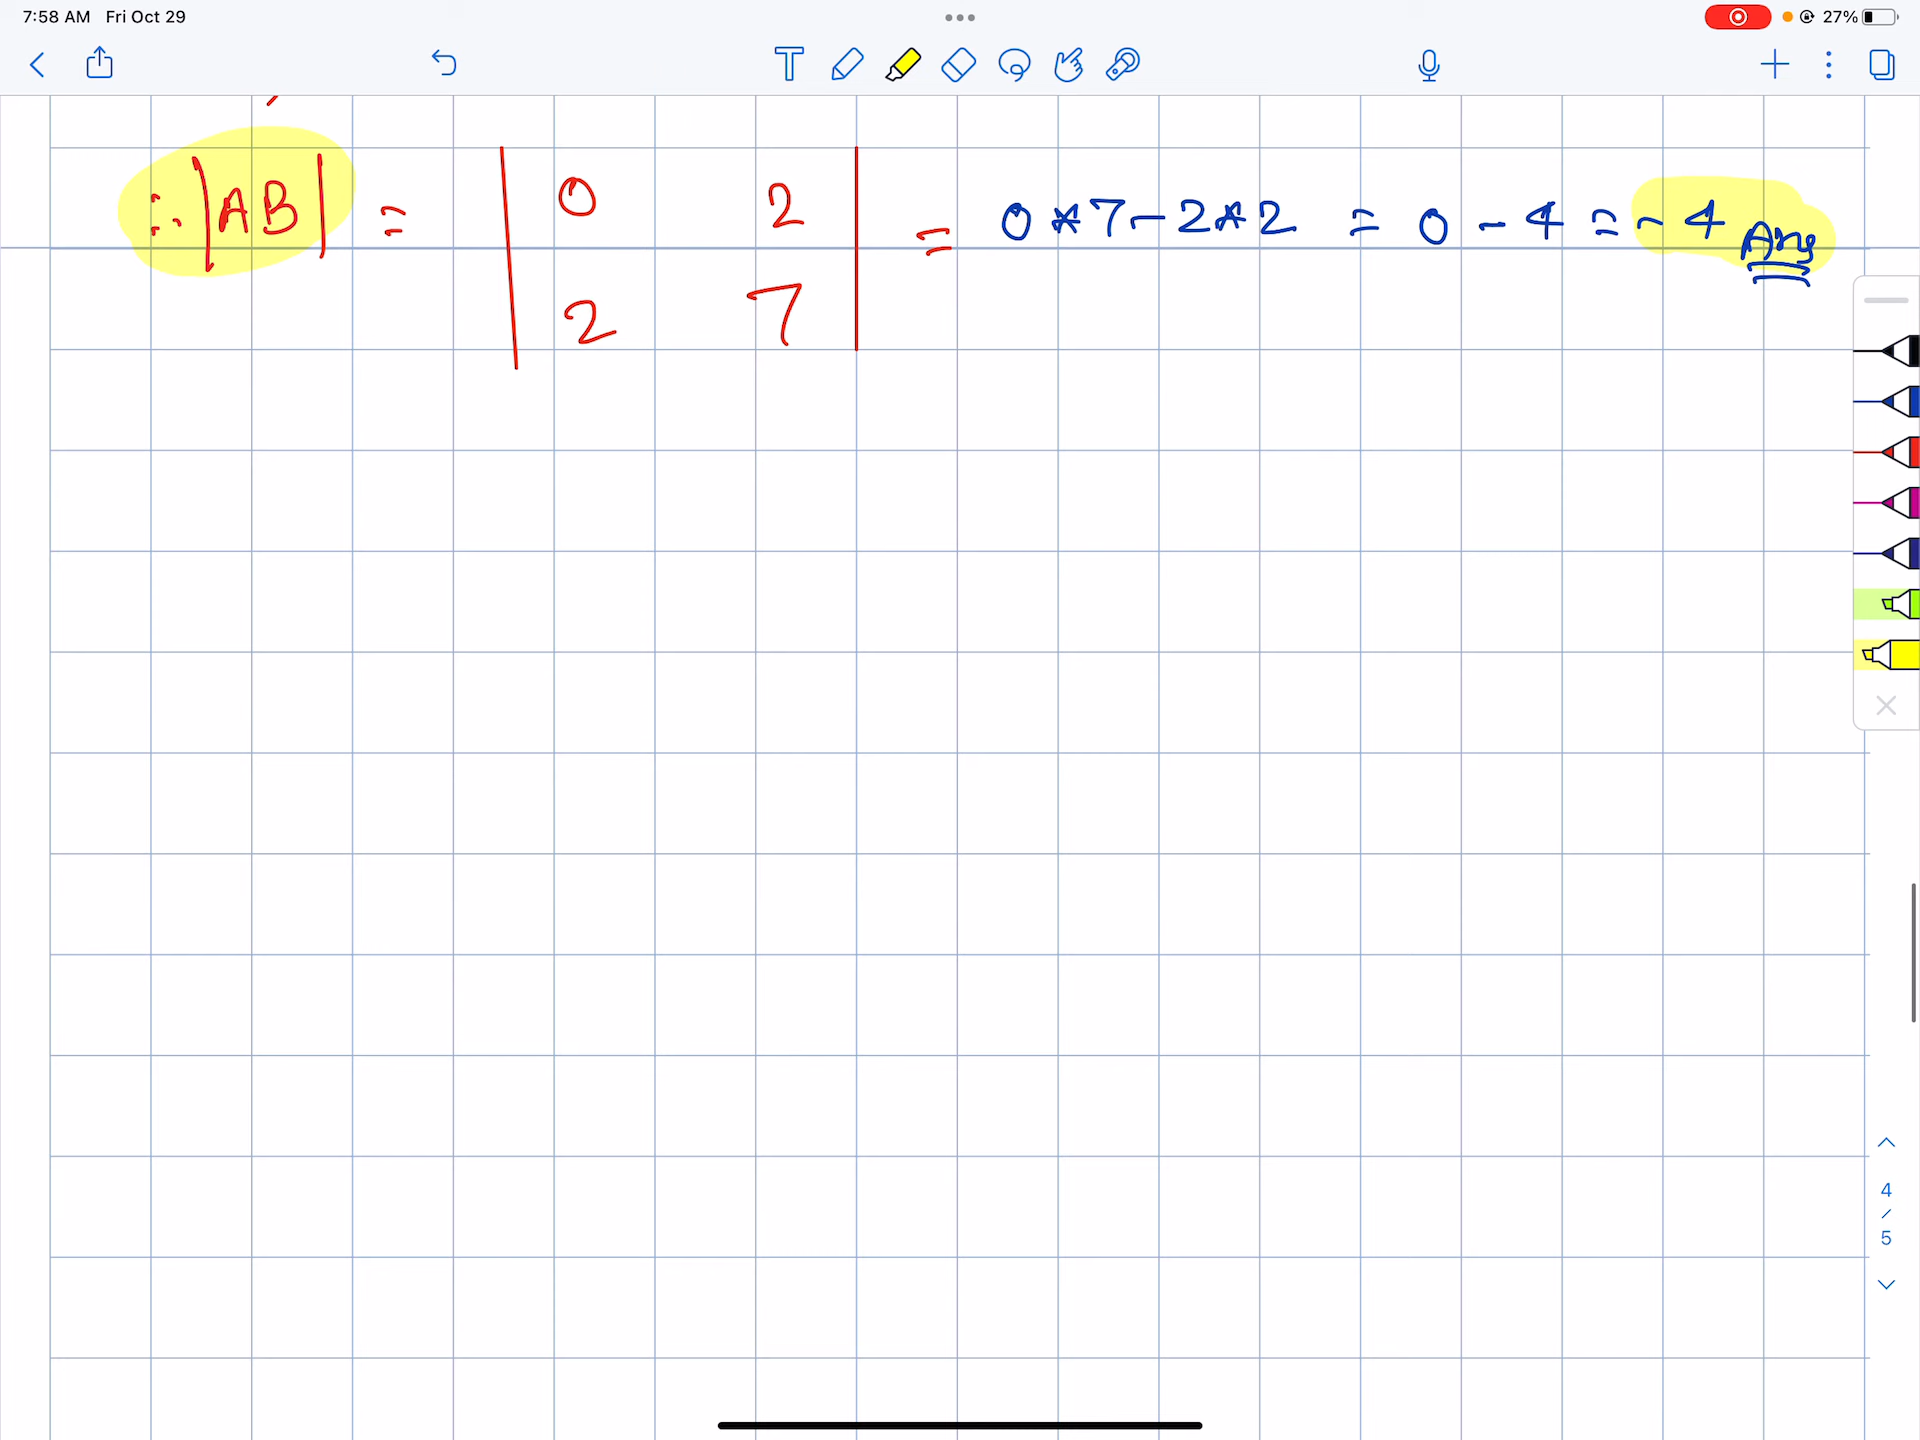 7:58 AM Fri Oct 29
27%
∴ |AB| = | 0 2 | = 0*7-2*2 = 0-4 = -4 Ans
| 2 7 |
4
/
5